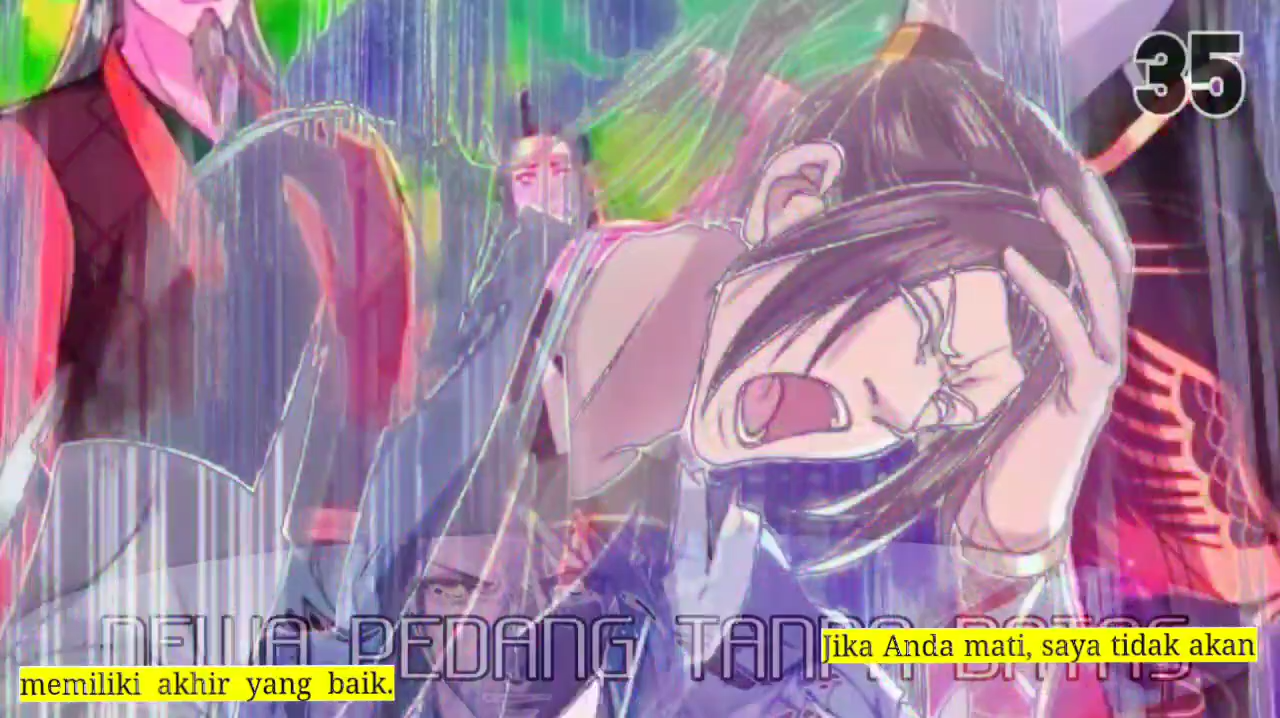 35
DEWA PEDANG TANPA BATAS
Jika Anda mati, saya tidak akan
memiliki akhir yang baik.